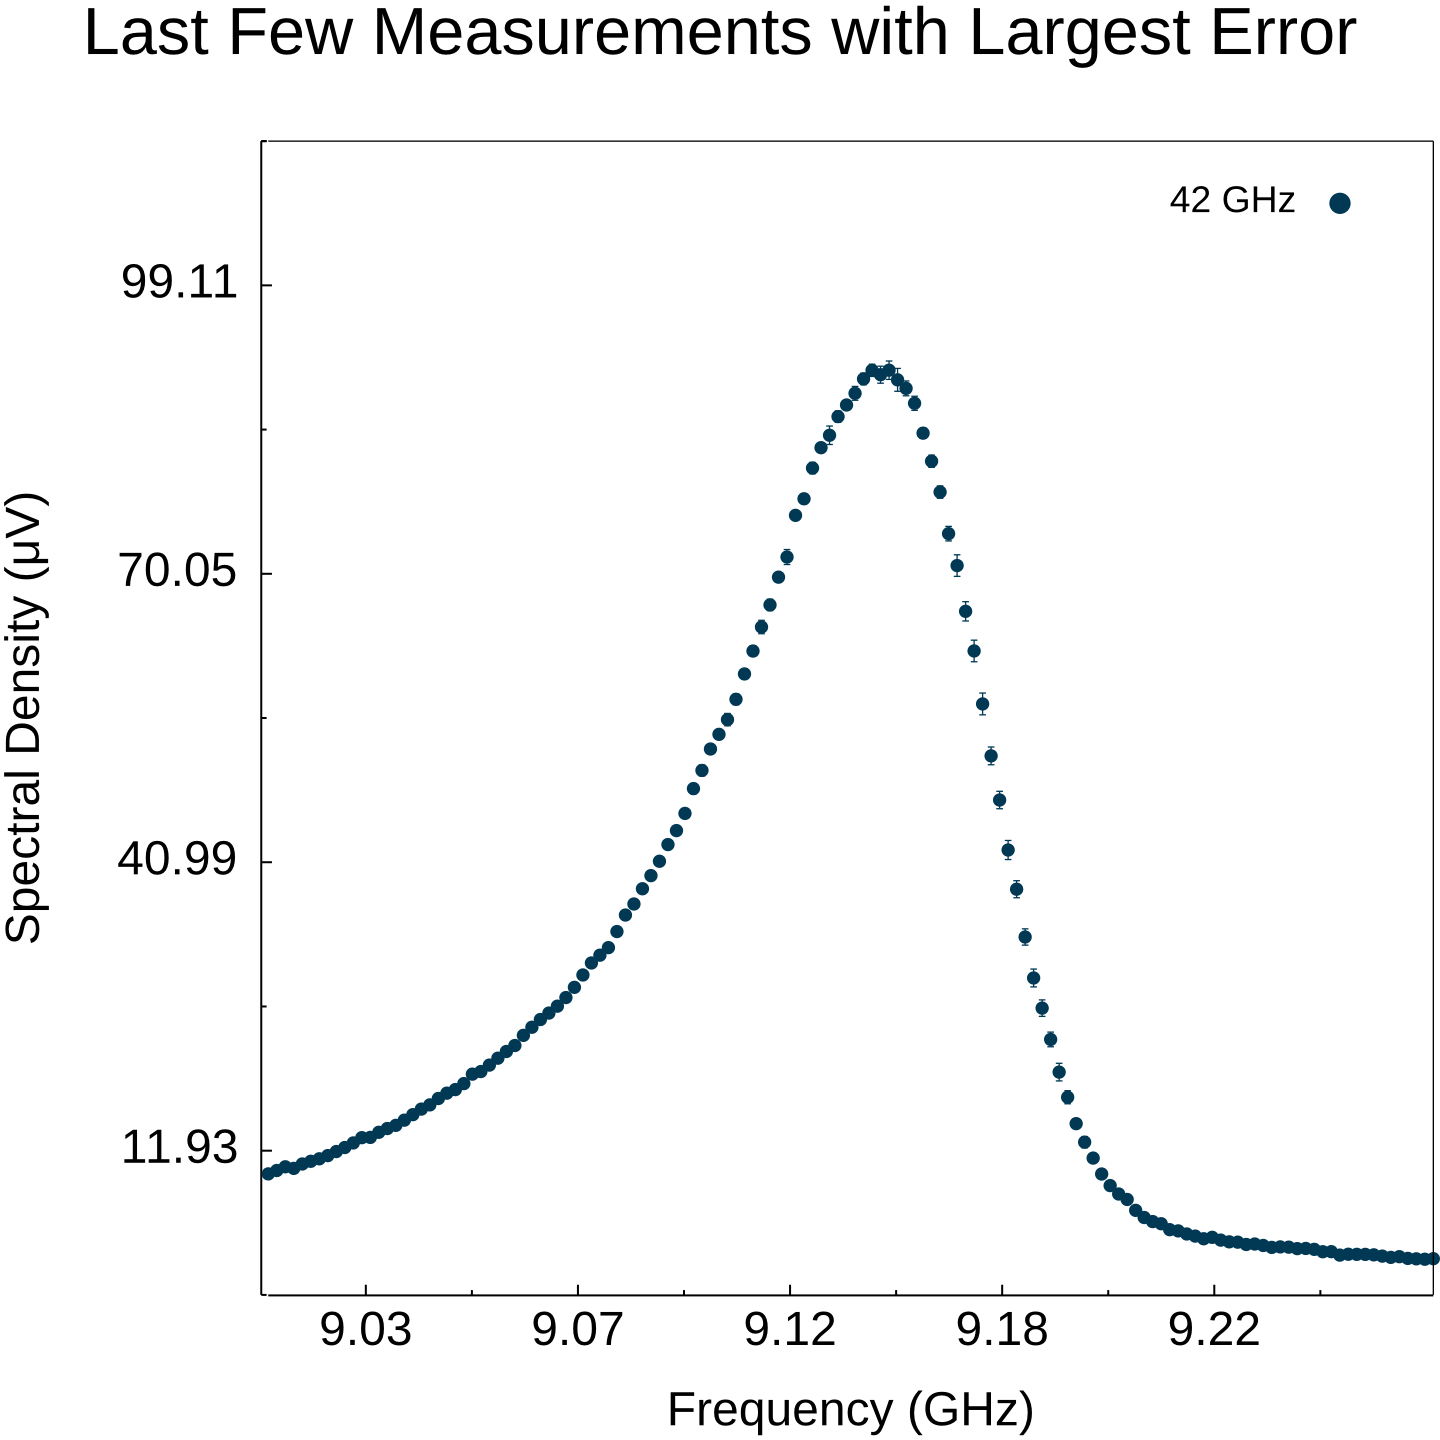 Last Few Measurements with Largest Error
42 GHz
99.11
70.05
40.99
11.93
Spectral Density (μV)
9.03
9.07
9.12
9.18
9.22
Frequency (GHz)